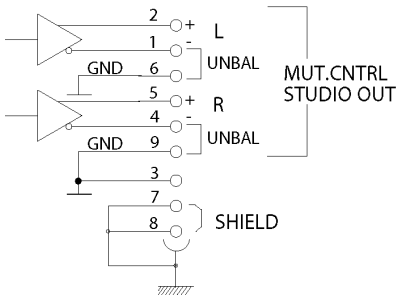 2 + L
1 -
GND 6 UNBAL
MUT.CNTRL
STUDIO OUT
5 + R
4 -
GND 9 UNBAL
3
7
8 SHIELD